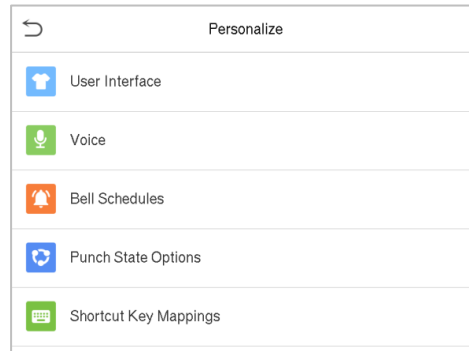 Personalize
User Interface
Voice
Bell Schedules
Punch State Options
Shortcut Key Mappings